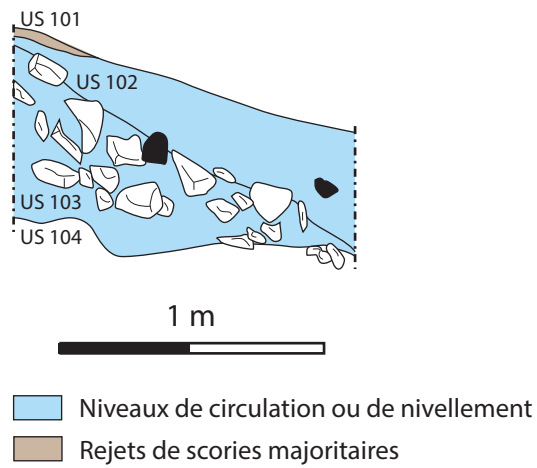 US 101
US 102
US 103
US 104
1 m
Niveaux de circulation ou de nivellement
Rejets de scories majoritaires